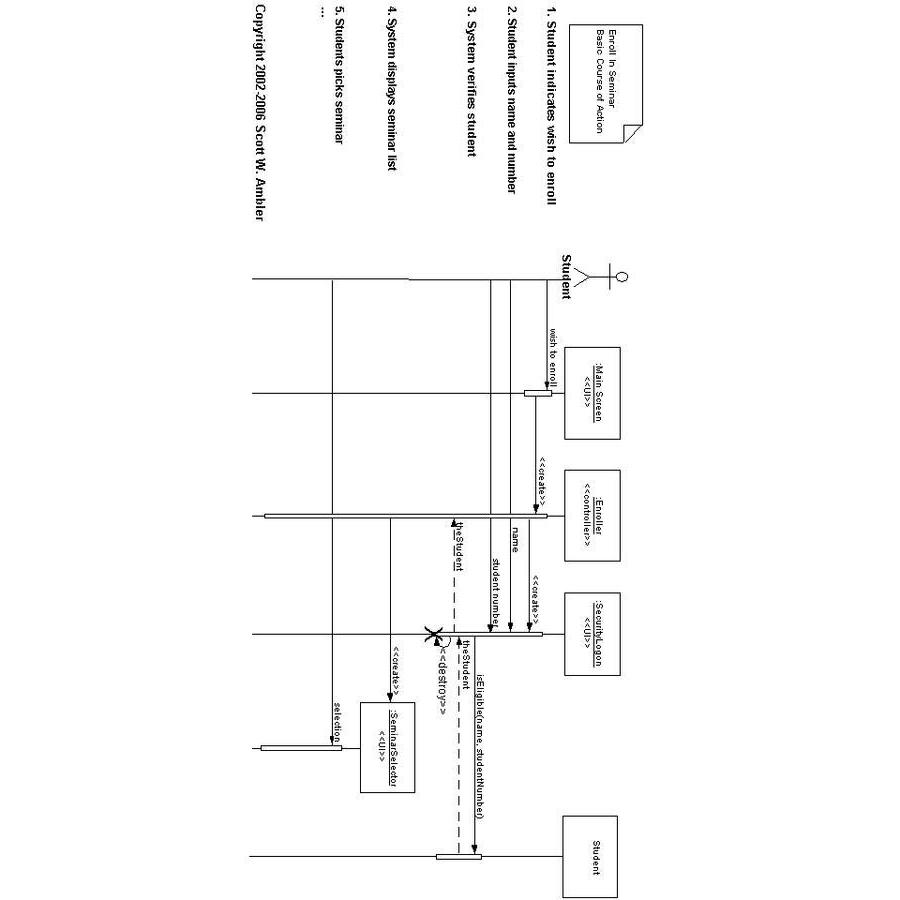 Enroll In Seminar
Basic Course of Action
1. Student indicates wish to enroll
2. Student inputs name and number
3. System verifies student
4. System displays seminar list
5. Students picks seminar
...
Copyright 2002-2006 Scott W. Ambler
Student
:Main Screen
<<UI>>
:Enroller
<<controller>>
:SecurityLogon
<<UI>>
Student
wish to enroll
<<create>>
<<create>>
name
student number
isEligible(name, studentNumber)
theStudent
theStudent
<<destroy>>
<<create>>
:SeminarSelector
<<UI>>
selection